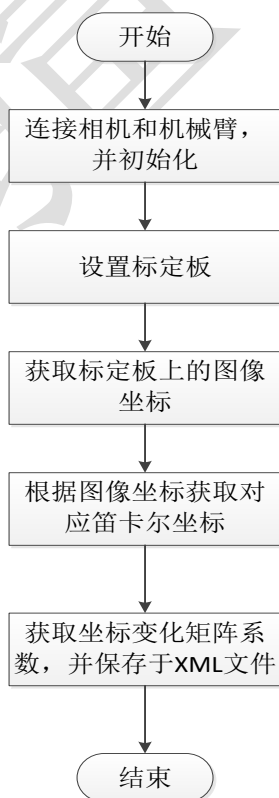 开始
连接相机和机械臂，
并初始化
设置标定板
获取标定板上的图像
坐标
根据图像坐标获取对
应笛卡尔坐标
获取坐标变化矩阵系
数，并保存于XML文件
结束